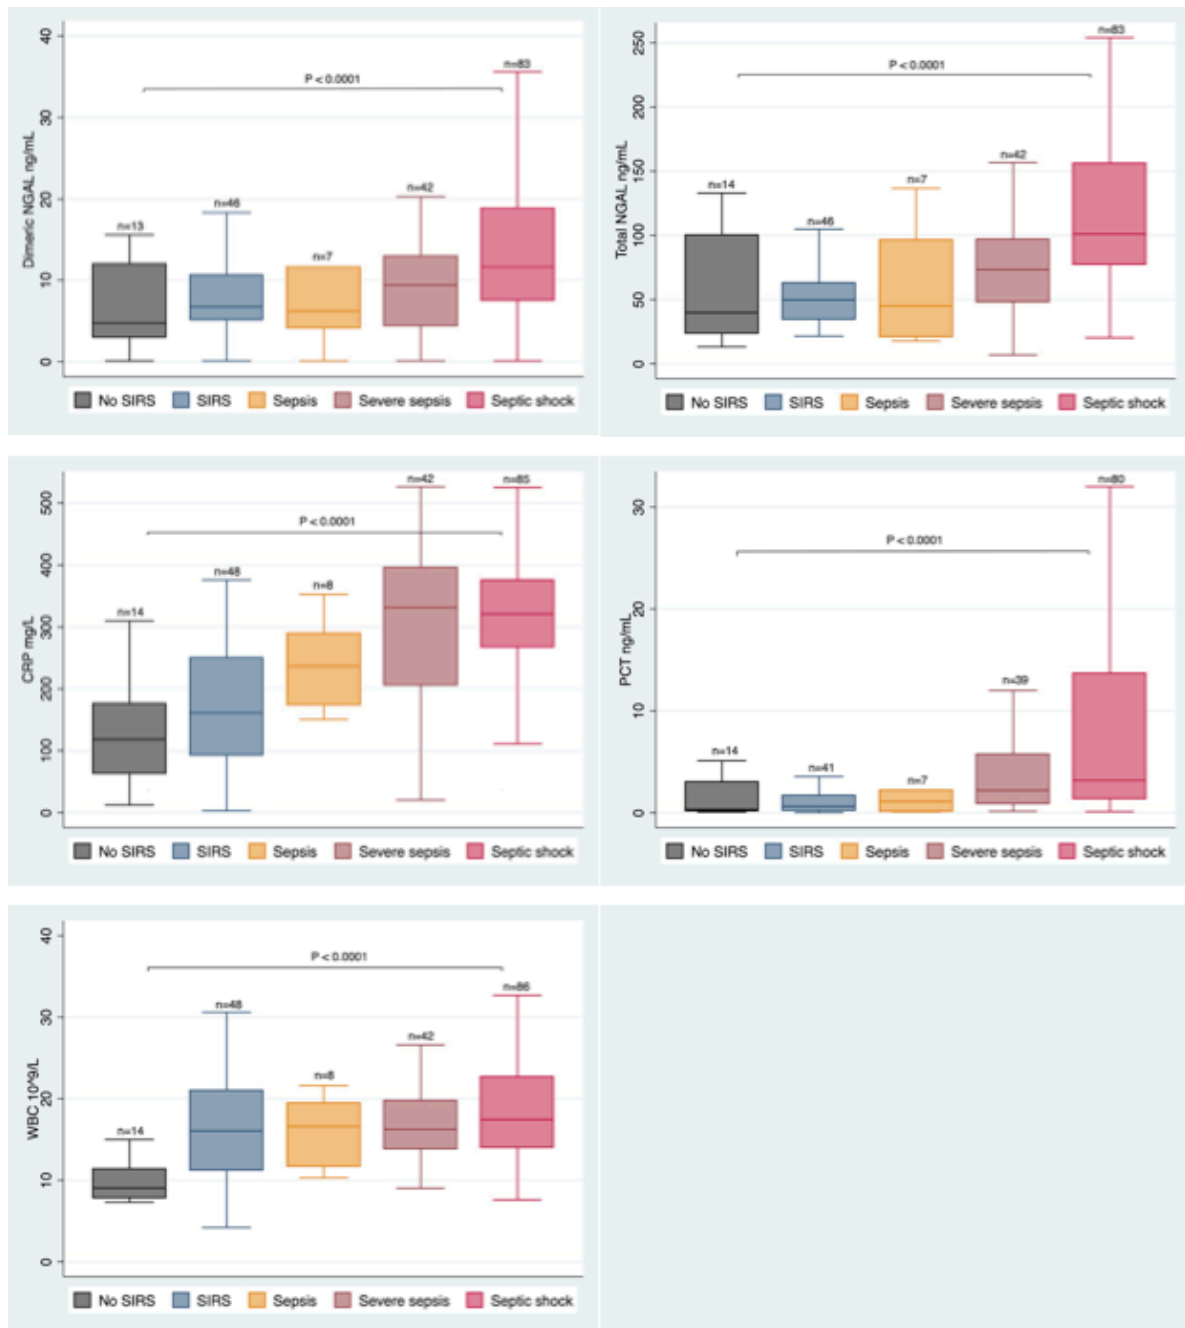 40
30
20
10
0
Dimeric NGAL ng/mL
P < 0.0001
n=13
n=46
n=7
n=42
n=83
No SIRS SIRS Sepsis Severe sepsis Septic shock
250
200
150
100
50
0
Total NGAL ng/mL
P < 0.0001
n=14
n=46
n=7
n=42
n=83
No SIRS SIRS Sepsis Severe sepsis Septic shock
500
400
300
200
100
0
CRP mg/L
P < 0.0001
n=14
n=48
n=8
n=42
n=85
No SIRS SIRS Sepsis Severe sepsis Septic shock
30
20
10
0
PCT ng/mL
P < 0.0001
n=14
n=41
n=7
n=39
n=80
No SIRS SIRS Sepsis Severe sepsis Septic shock
40
30
20
10
0
WBC 10^9/L
P < 0.0001
n=14
n=48
n=8
n=42
n=86
No SIRS SIRS Sepsis Severe sepsis Septic shock